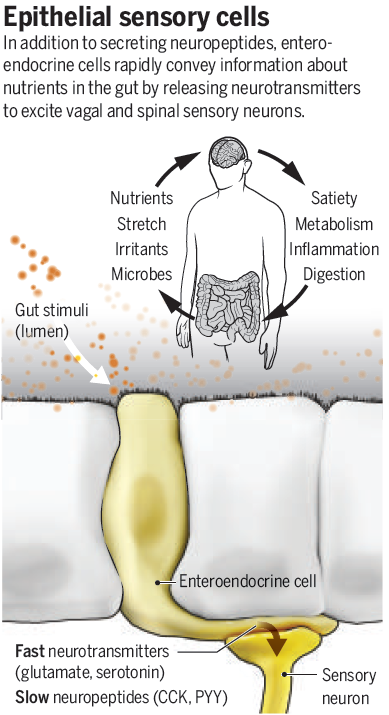 Epithelial sensory cells
In addition to secreting neuropeptides, entero-
endocrine cells rapidly convey information about
nutrients in the gut by releasing neurotransmitters
to excite vagal and spinal sensory neurons.
Nutrients
Stretch
Irritants
Microbes
Satiety
Metabolism
Inflammation
Digestion
Gut stimuli
(lumen)
Enteroendocrine cell
Fast neurotransmitters
(glutamate, serotonin)
Slow neuropeptides (CCK, PYY)
Sensory
neuron